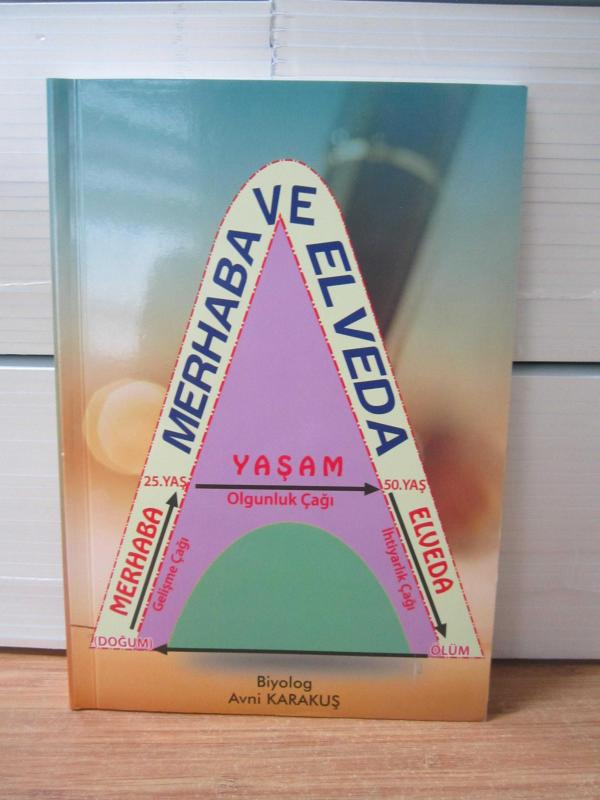 MERHABA VE ELVEDA
YAŞAM
25.YAŞ
50.YAŞ
Olgunluk Çağı
MERHABA
Gelişme Çağı
ELVEDA
İhtiyarlık Çağı
(DOĞUM)
ÖLÜM
Biyolog
Avni KARAKUŞ